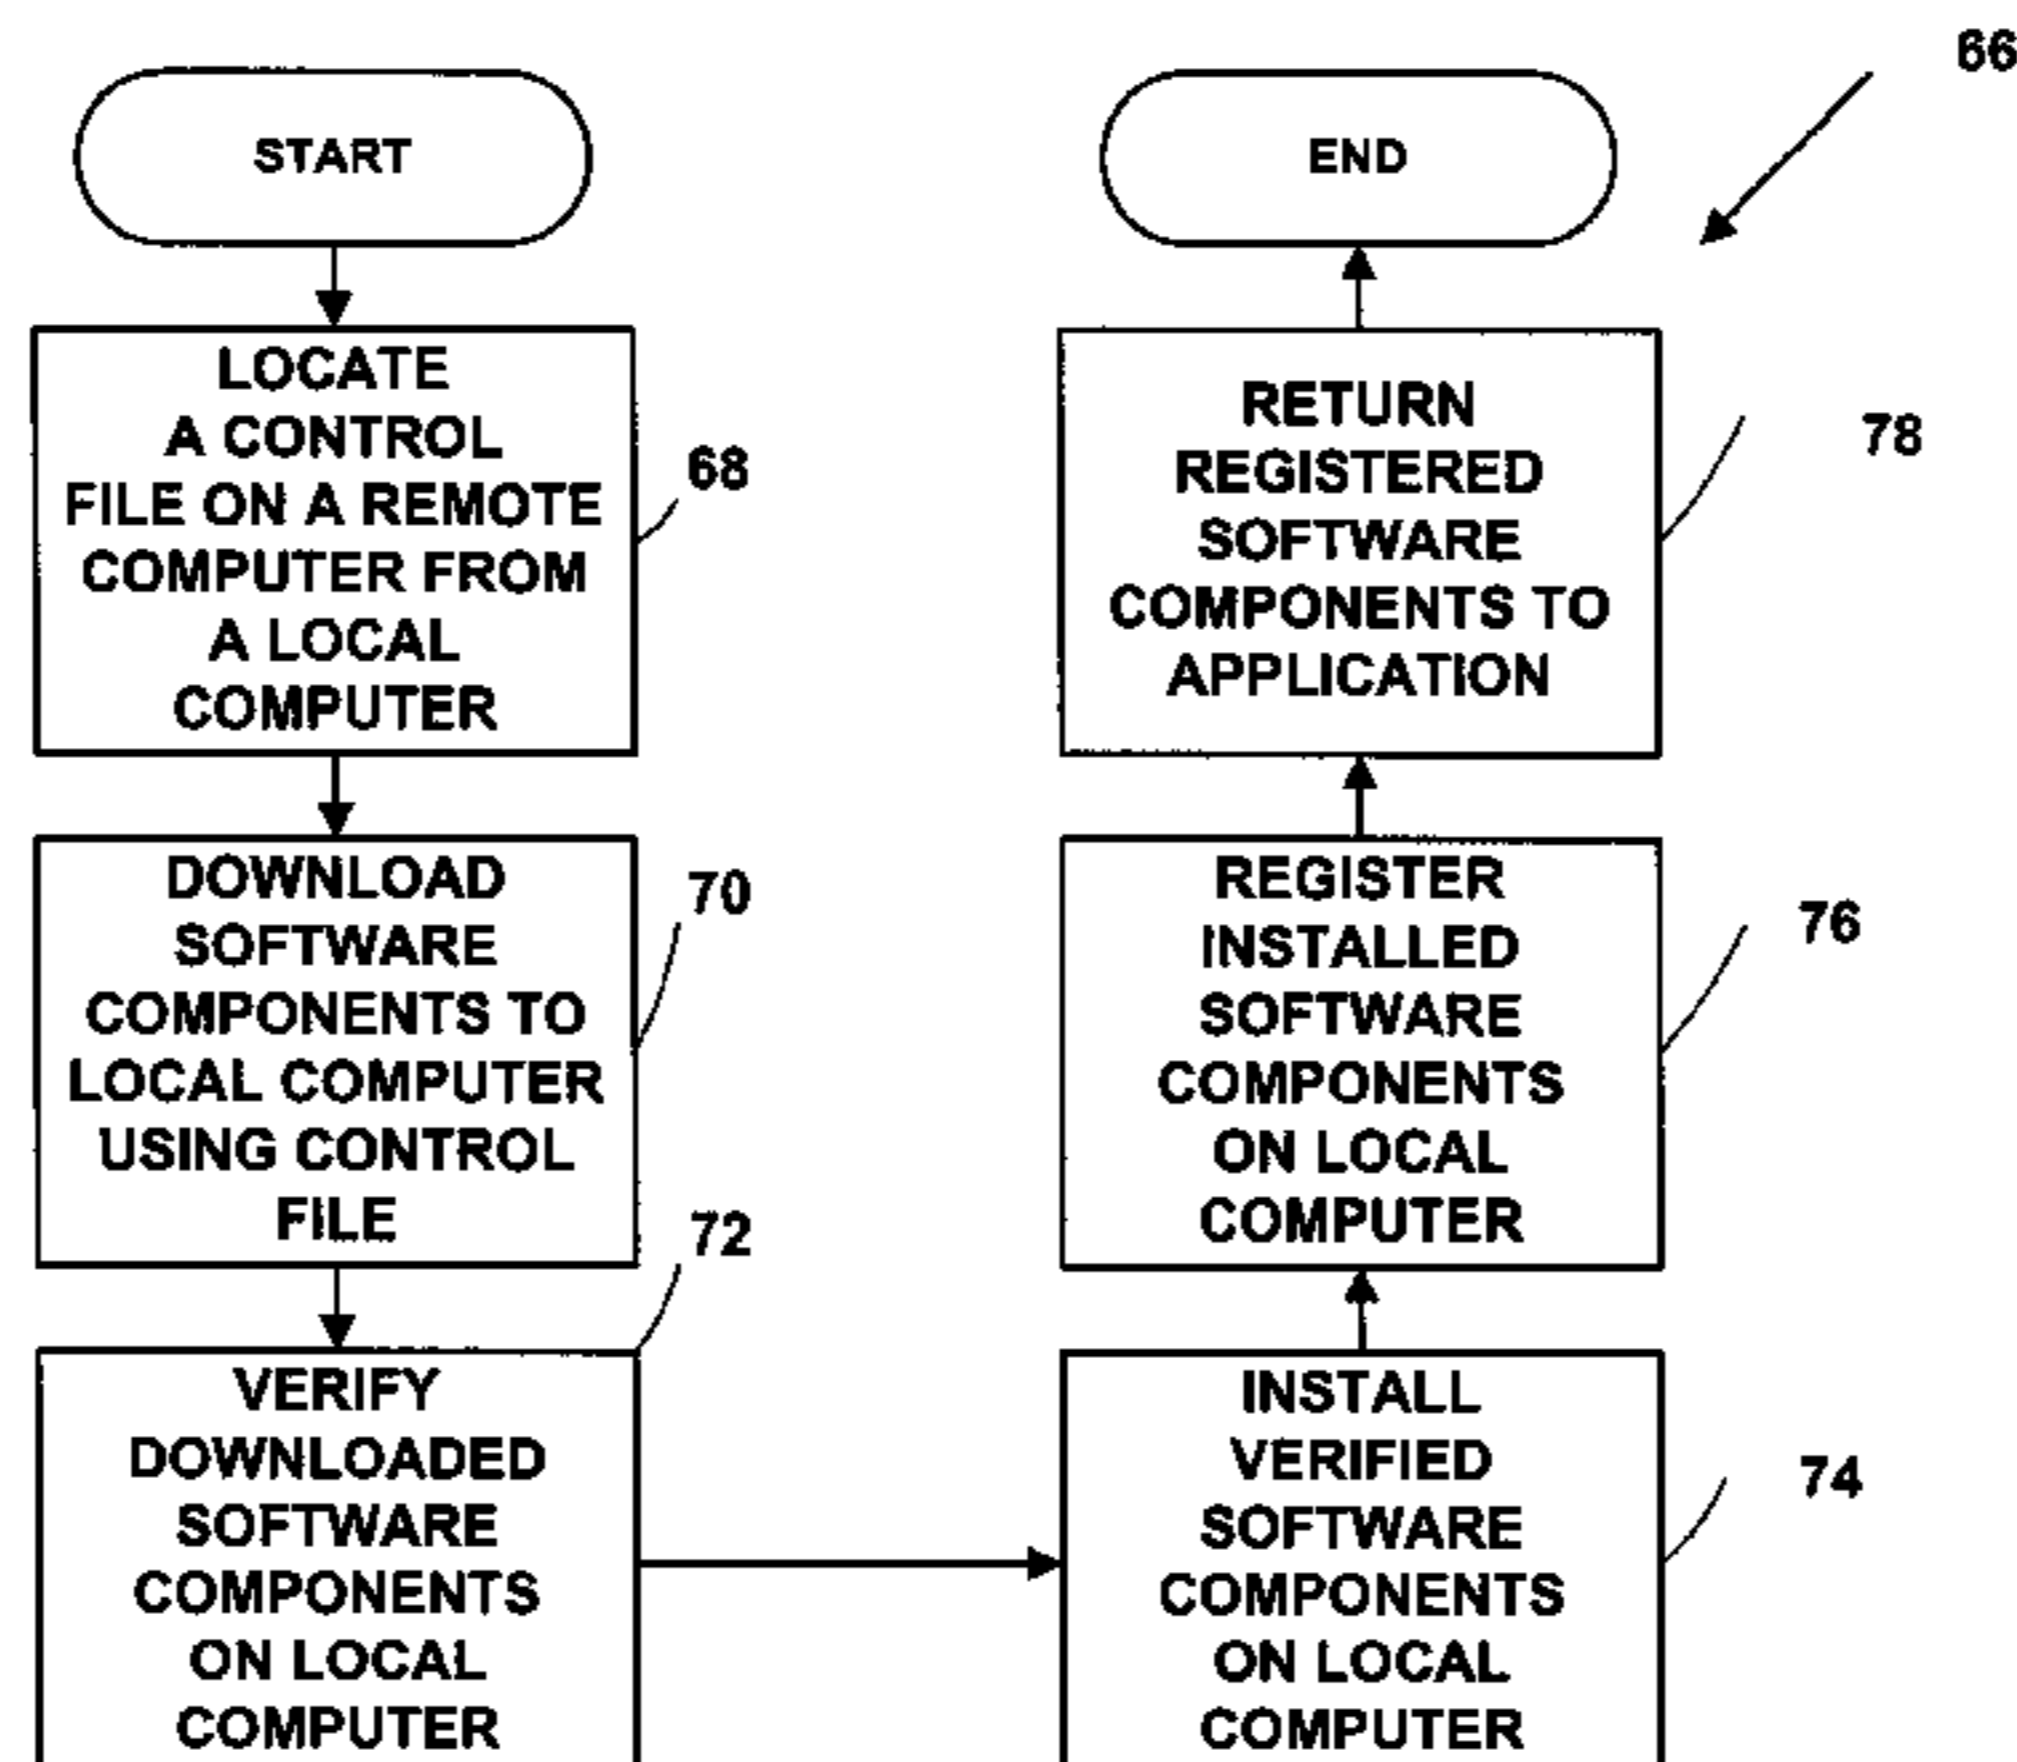 START
LOCATE
A CONTROL
FILE ON A REMOTE
COMPUTER FROM
A LOCAL
COMPUTER
68
DOWNLOAD
SOFTWARE
COMPONENTS TO
LOCAL COMPUTER
USING CONTROL
FILE
70
72
VERIFY
DOWNLOADED
SOFTWARE
COMPONENTS
ON LOCAL
COMPUTER
INSTALL
VERIFIED
SOFTWARE
COMPONENTS
ON LOCAL
COMPUTER
74
REGISTER
INSTALLED
SOFTWARE
COMPONENTS
ON LOCAL
COMPUTER
76
RETURN
REGISTERED
SOFTWARE
COMPONENTS TO
APPLICATION
78
END
66